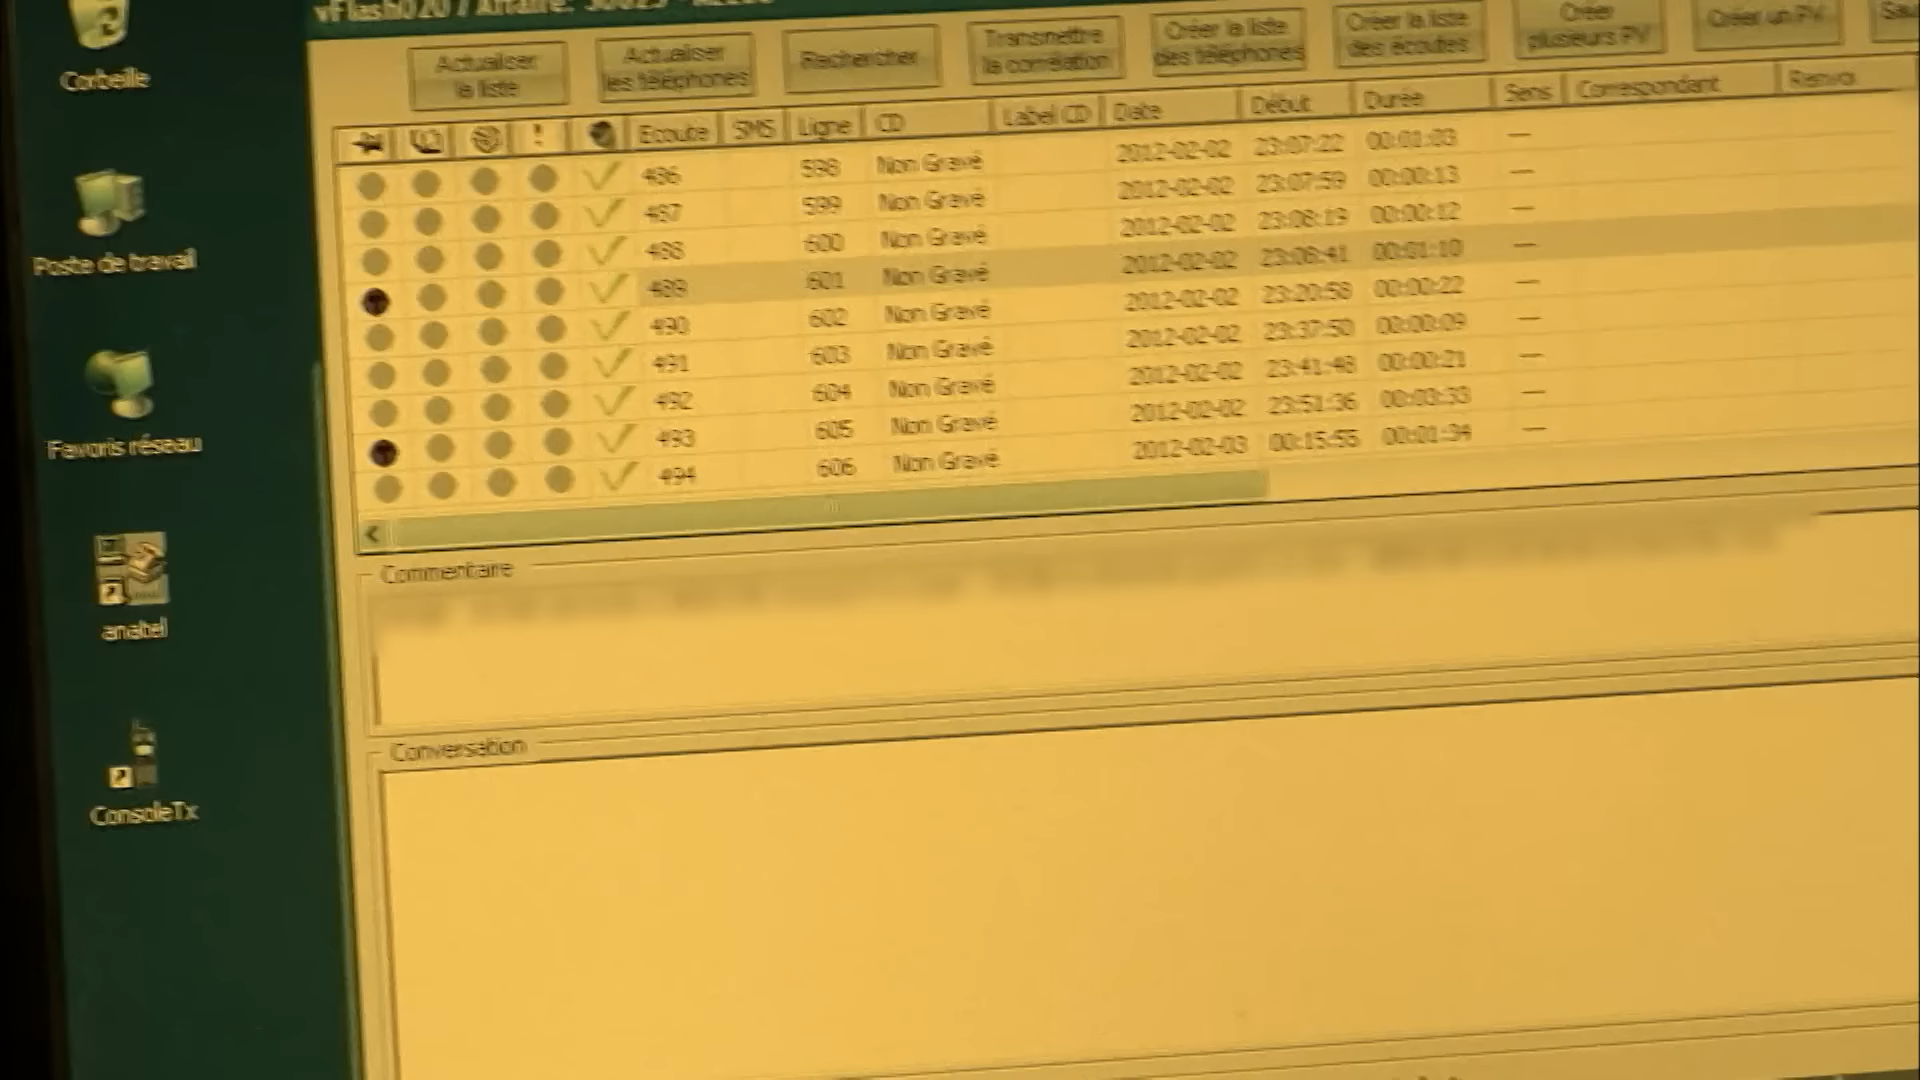 Corbeille
Poste de travail
Favoris réseau
anatel
ConsoleTx
Actualiser la liste
Actualiser les téléphones
Rechercher
Transmettre la corrélation
Créer la liste des téléphones
Créer la liste des écoutes
Créer plusieurs PV
Créer un PV
! Ecoute SMS Ligne CD Label CD Date Début Durée Sens Correspondant Renvoi
486 598 Non Gravé 2012-02-02 23:07:22 00:01:03 —
487 599 Non Gravé 2012-02-02 23:07:59 00:00:13 —
488 600 Non Gravé 2012-02-02 23:08:19 00:00:12 —
489 601 Non Gravé 2012-02-02 23:08:41 00:01:10 —
490 602 Non Gravé 2012-02-02 23:20:58 00:00:22 —
491 603 Non Gravé 2012-02-02 23:37:50 00:00:09 —
492 604 Non Gravé 2012-02-02 23:41:48 00:00:21 —
493 605 Non Gravé 2012-02-02 23:51:36 00:03:33 —
494 606 Non Gravé 2012-02-03 00:15:55 00:01:34 —
Commentaire
Conversation